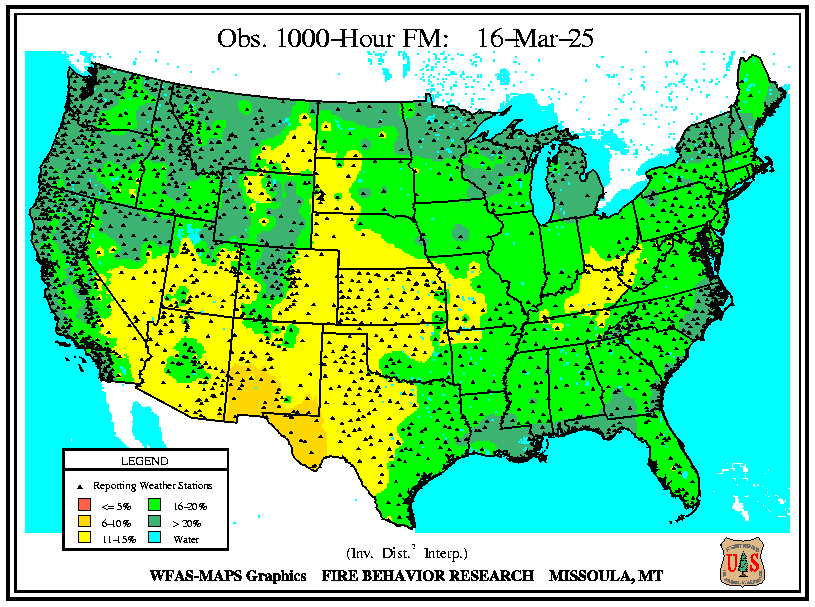 Obs. 1000-Hour FM: 16-Mar-25
LEGEND
Reporting Weather Stations
<= 5% 16-20%
6-10% > 20%
11-15% Water
(Inv. Dist.² Interp.)
WFAS-MAPS Graphics FIRE BEHAVIOR RESEARCH MISSOULA, MT
US